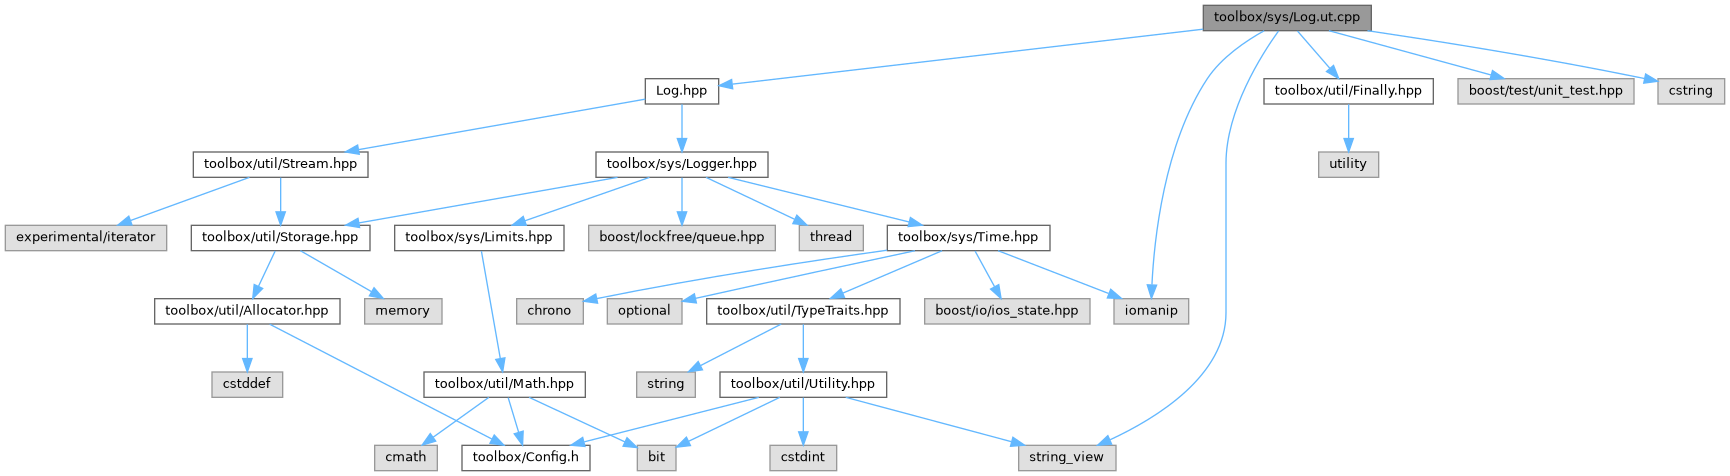 toolbox/sys/Log.ut.cpp
Log.hpp
toolbox/util/Finally.hpp
boost/test/unit_test.hpp
cstring
toolbox/util/Stream.hpp
toolbox/sys/Logger.hpp
utility
experimental/iterator
toolbox/util/Storage.hpp
toolbox/sys/Limits.hpp
boost/lockfree/queue.hpp
thread
toolbox/sys/Time.hpp
toolbox/util/Allocator.hpp
memory
chrono
optional
toolbox/util/TypeTraits.hpp
boost/io/ios_state.hpp
iomanip
cstddef
toolbox/util/Math.hpp
string
toolbox/util/Utility.hpp
cmath
toolbox/Config.h
bit
cstdint
string_view